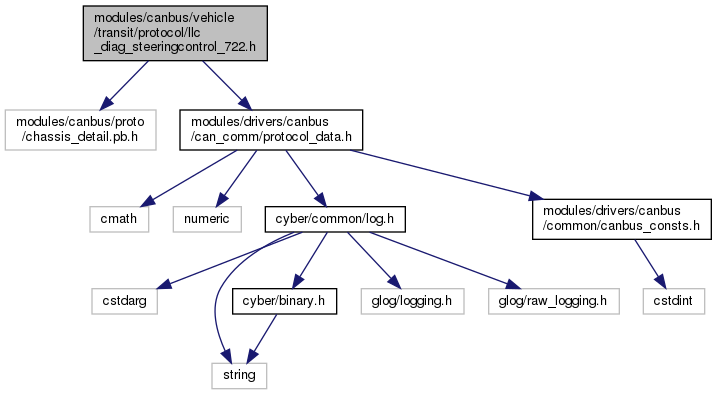 modules/canbus/vehicle
/transit/protocol/llc
_diag_steeringcontrol_722.h
modules/canbus/proto
/chassis_detail.pb.h
modules/drivers/canbus
/can_comm/protocol_data.h
cmath
numeric
cyber/common/log.h
modules/drivers/canbus
/common/canbus_consts.h
cstdarg
cyber/binary.h
glog/logging.h
glog/raw_logging.h
cstdint
string